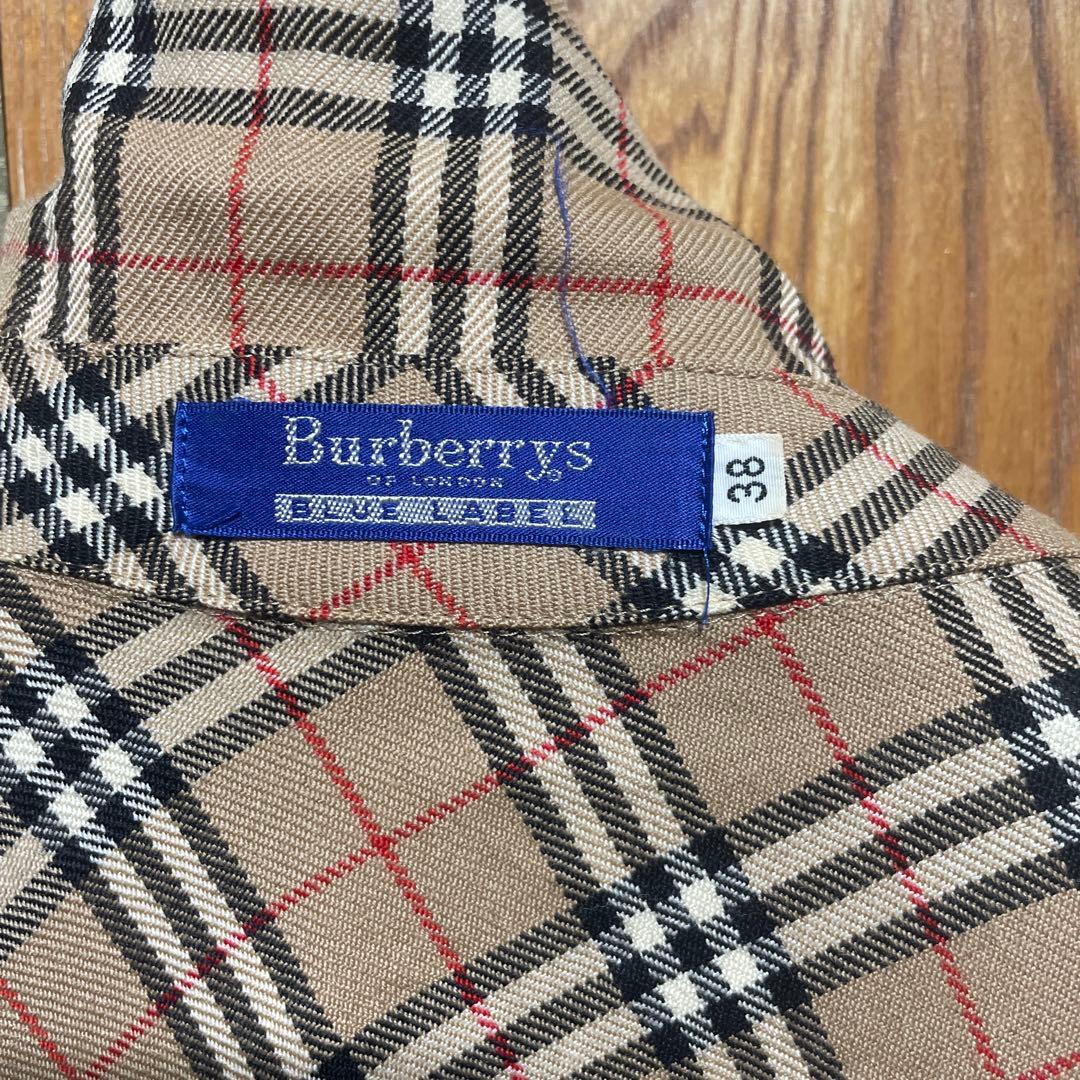 Burberrys
OF LONDON
BLUE LABEL
38